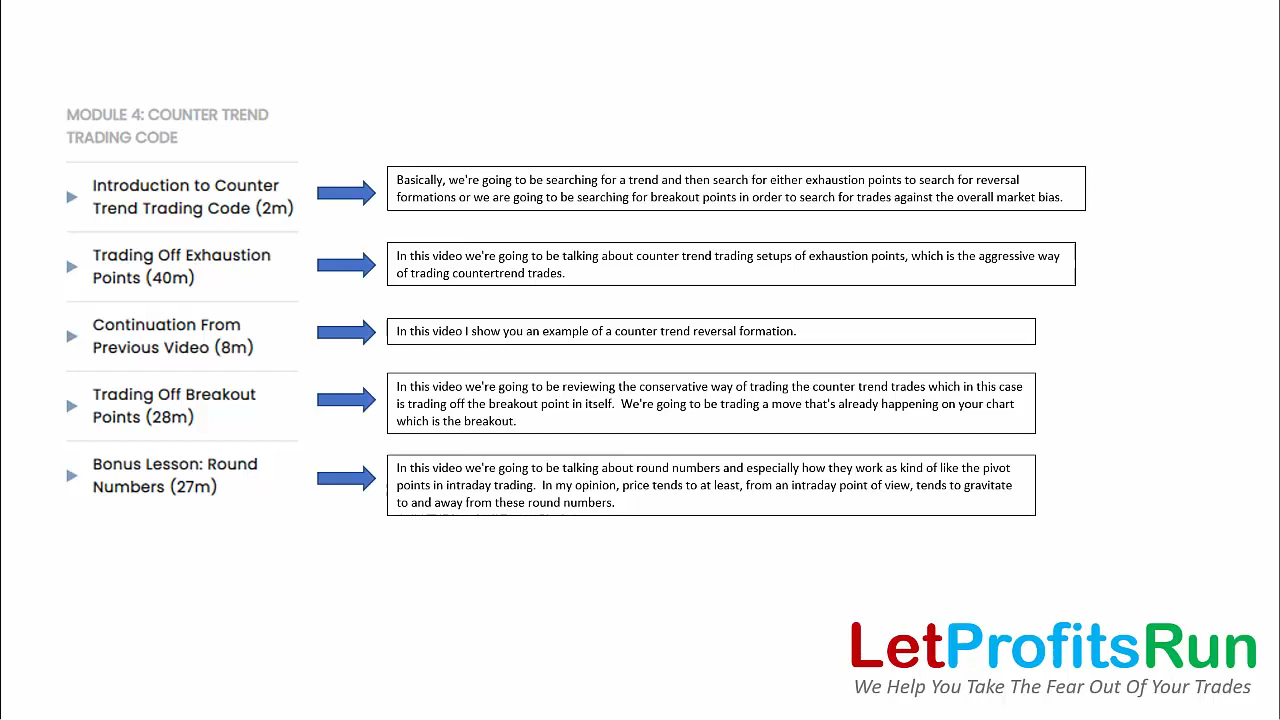 MODULE 4: COUNTER TREND
TRADING CODE
Introduction to Counter
Trend Trading Code (2m)
Basically, we're going to be searching for a trend and then search for either exhaustion points to search for reversal
formations or we are going to be searching for breakout points in order to search for trades against the overall market bias.
Trading Off Exhaustion
Points (40m)
In this video we're going to be talking about counter trend trading setups of exhaustion points, which is the aggressive way
of trading countertrend trades.
Continuation From
Previous Video (8m)
In this video I show you an example of a counter trend reversal formation.
Trading Off Breakout
Points (28m)
In this video we're going to be reviewing the conservative way of trading the counter trend trades which in this case
is trading off the breakout point in itself.  We're going to be trading a move that's already happening on your chart
which is the breakout.
Bonus Lesson: Round
Numbers (27m)
In this video we're going to be talking about round numbers and especially how they work as kind of like the pivot
points in intraday trading.  In my opinion, price tends to at least, from an intraday point of view, tends to gravitate
to and away from these round numbers.
LetProfitsRun
We Help You Take The Fear Out Of Your Trades